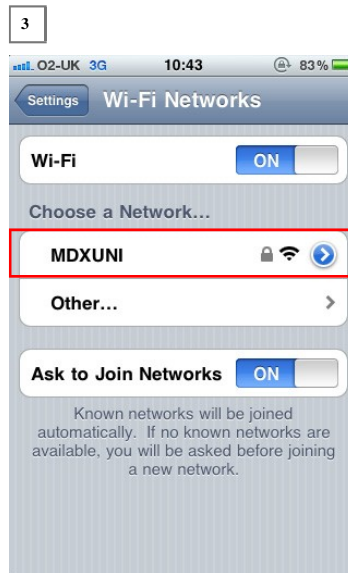 3
O2-UK 3G 10:43 83%
Settings Wi-Fi Networks
Wi-Fi ON
Choose a Network...
MDXUNI
Other...
Ask to Join Networks ON
Known networks will be joined
automatically. If no known networks are
available, you will be asked before joining
a new network.